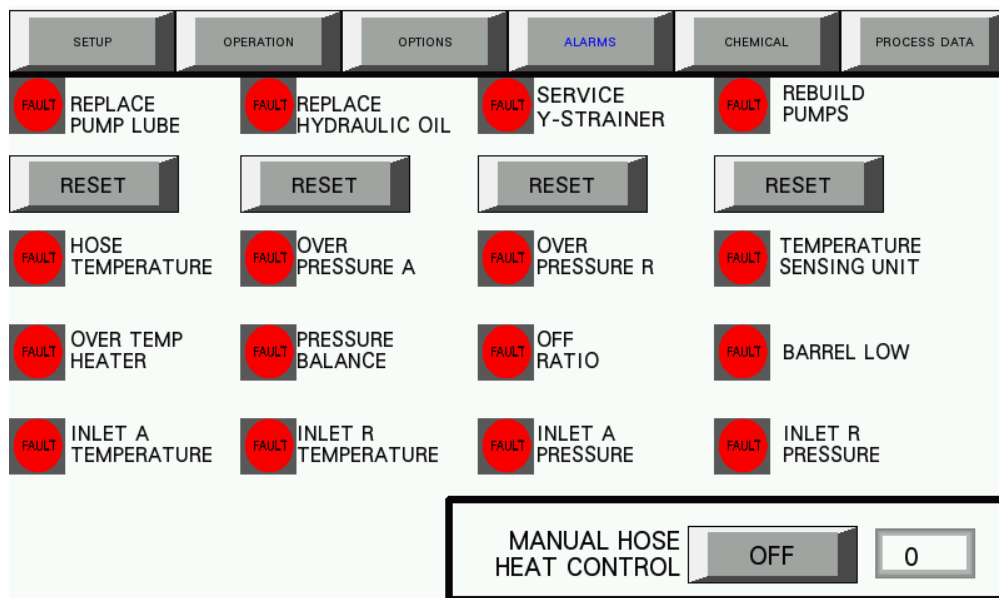 SETUP
OPERATION
OPTIONS
ALARMS
CHEMICAL
PROCESS DATA
FAULT
REPLACE
PUMP LUBE
FAULT
REPLACE
HYDRAULIC OIL
FAULT
SERVICE
Y-STRAINER
FAULT
REBUILD
PUMPS
RESET
RESET
RESET
RESET
FAULT
HOSE
TEMPERATURE
FAULT
OVER
PRESSURE A
FAULT
OVER
PRESSURE R
FAULT
TEMPERATURE
SENSING UNIT
FAULT
OVER TEMP
HEATER
FAULT
PRESSURE
BALANCE
FAULT
OFF
RATIO
FAULT
BARREL LOW
FAULT
INLET A
TEMPERATURE
FAULT
INLET R
TEMPERATURE
FAULT
INLET A
PRESSURE
FAULT
INLET R
PRESSURE
MANUAL HOSE
HEAT CONTROL
OFF
0